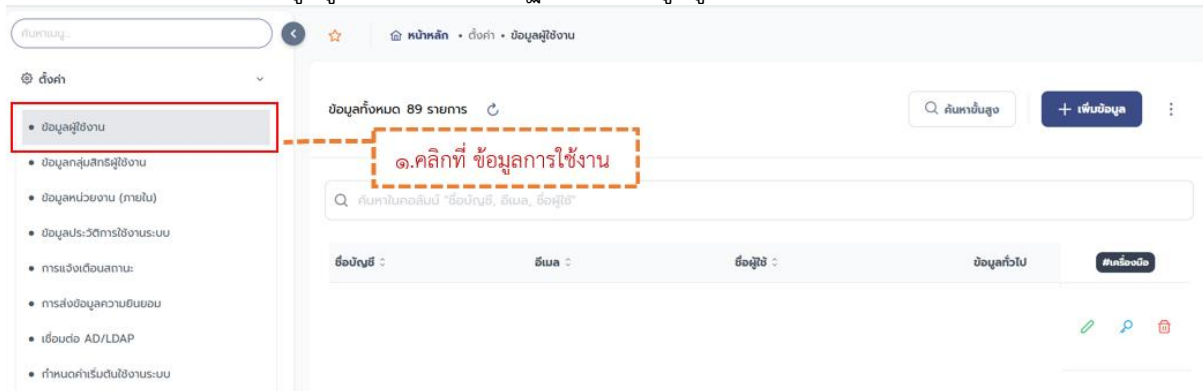 ค้นหาเมนู...
หน้าหลัก • ตั้งค่า • ข้อมูลผู้ใช้งาน
ตั้งค่า
ข้อมูลทั้งหมด 89 รายการ
ค้นหาขั้นสูง
+ เพิ่มข้อมูล
• ข้อมูลผู้ใช้งาน
๑.คลิกที่ ข้อมูลการใช้งาน
• ข้อมูลกลุ่มสิทธิผู้ใช้งาน
• ข้อมูลหน่วยงาน (ภายใน)
ค้นหาในคอลัมน์ "ชื่อบัญชี, อีเมล, ชื่อผู้ใช้"
• ข้อมูลประวัติการใช้งานระบบ
• การแจ้งเตือนสถานะ
ชื่อบัญชี อีเมล ชื่อผู้ใช้ ข้อมูลทั่วไป #เครื่องมือ
• การส่งข้อมูลความยินยอม
• เชื่อมต่อ AD/LDAP
• กำหนดค่าเริ่มต้นใช้งานระบบ